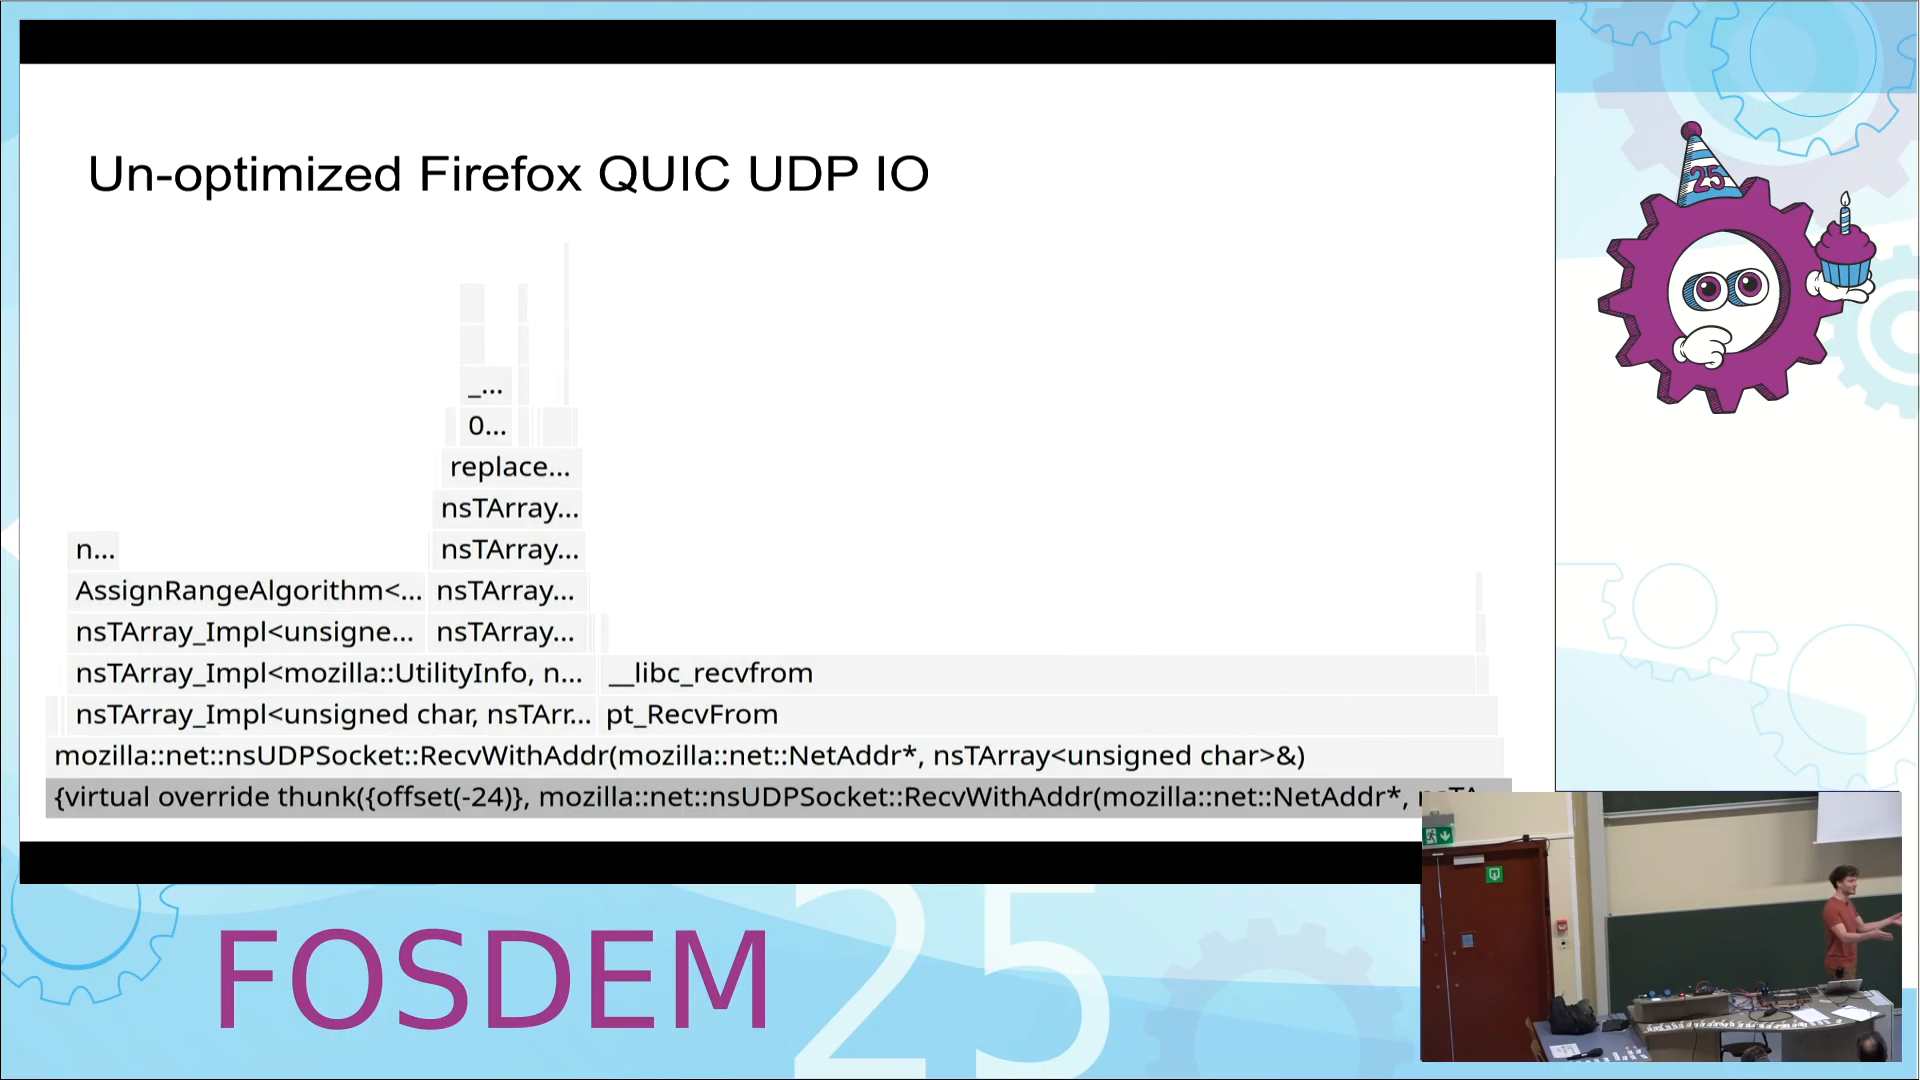 Un-optimized Firefox QUIC UDP IO
25
_...
0...
replace...
nsTArray...
n...
nsTArray...
AssignRangeAlgorithm<...
nsTArray...
nsTArray_Impl<unsigne...
nsTArray...
nsTArray_Impl<mozilla::UtilityInfo, n...
__libc_recvfrom
nsTArray_Impl<unsigned char, nsTArr...
pt_RecvFrom
mozilla::net::nsUDPSocket::RecvWithAddr(mozilla::net::NetAddr*, nsTArray<unsigned char>&)
{virtual override thunk({offset(-24)}, mozilla::net::nsUDPSocket::RecvWithAddr(mozilla::net::NetAddr*,
FOSDEM 25